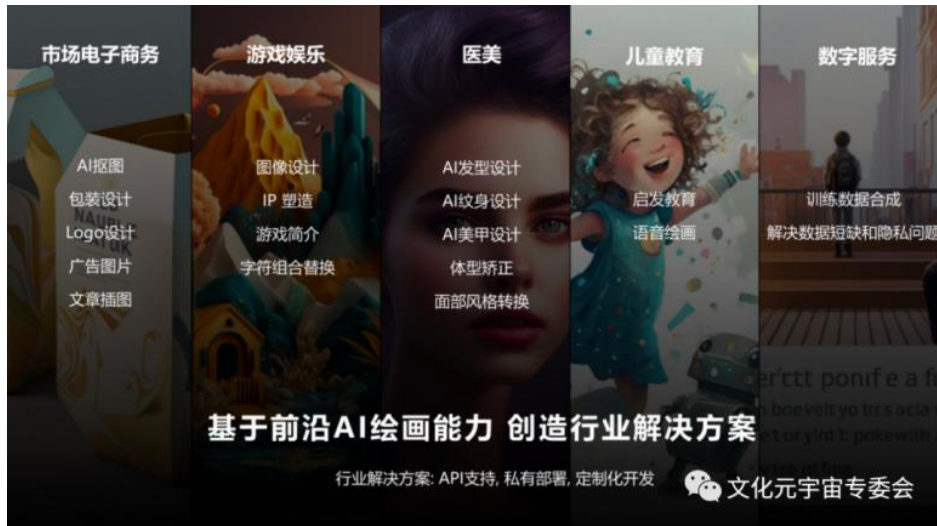 市场电子商务
AI抠图
包装设计
Logo设计
广告图片
文章插图
游戏娱乐
图像设计
IP 塑造
游戏简介
字符组合替换
医美
AI发型设计
AI纹身设计
AI美甲设计
体型矫正
面部风格转换
儿童教育
启发教育
语音绘画
数字服务
训练数据合成
解决数据短缺和隐私问题
基于前沿AI绘画能力 创造行业解决方案
行业解决方案: API支持, 私有部署, 定制化开发
文化元宇宙专委会